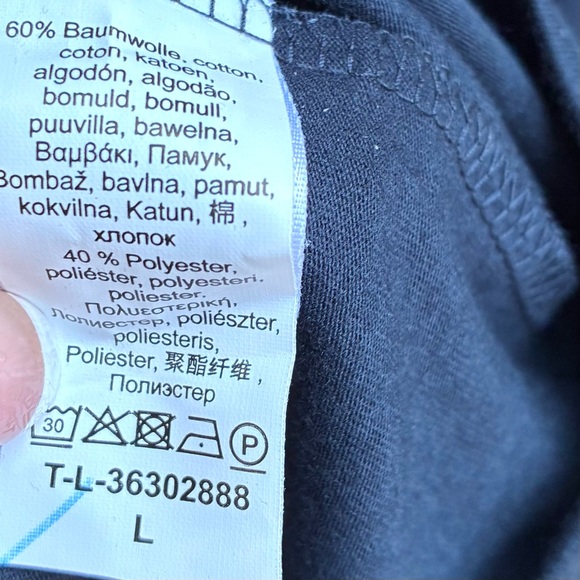 60% Baumwolle, cotton,
coton, katoen,
algodón, algodão,
bomuld, bomull,
puuvilla, bawełna,
Βαμβάκι, Памук,
Bombaž, bavlna, pamut,
kokvilna, Katun, 棉 ,
хлопок
40 % Polyester,
poliéster, polyesteri.
poliester.
Πολυεστερική,
Полиестер, poliészter,
poliesteris,
Poliester, 聚酯纤维 ,
Полиэстер
30 P
T-L-36302888
L